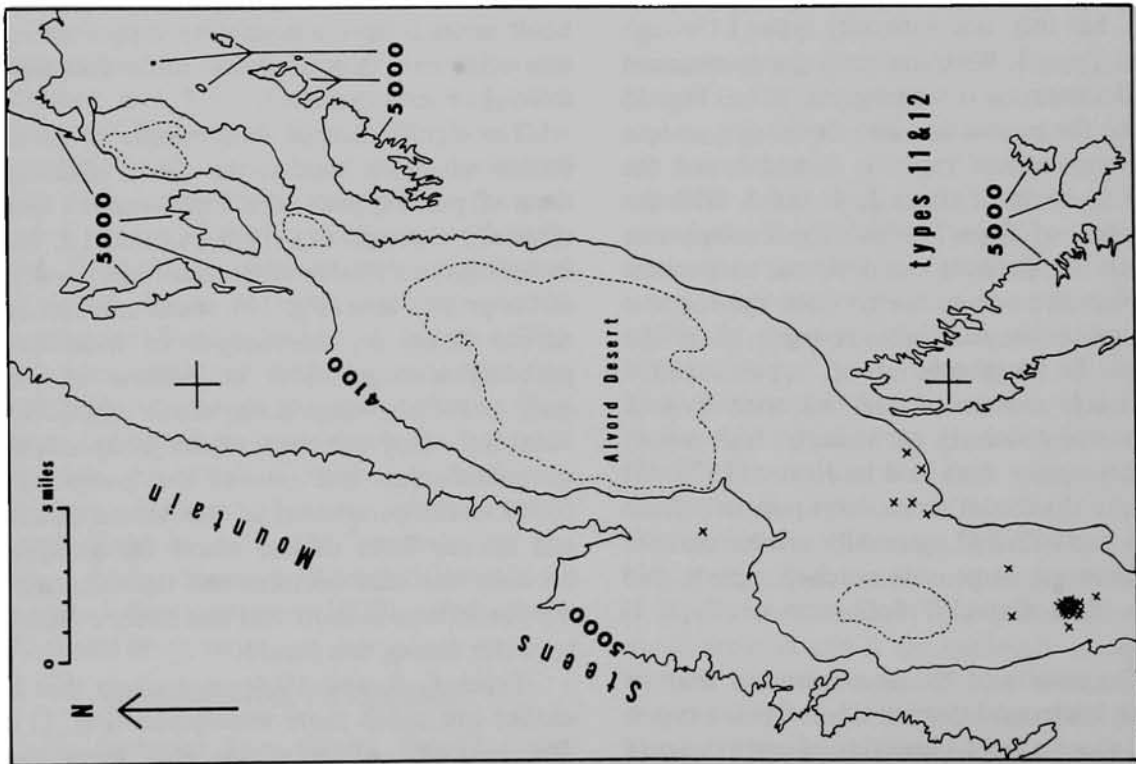 N
0 5 miles
Steens Mountain
5000
5000
4100
5000
Alvord Desert
types 11 & 12
5000